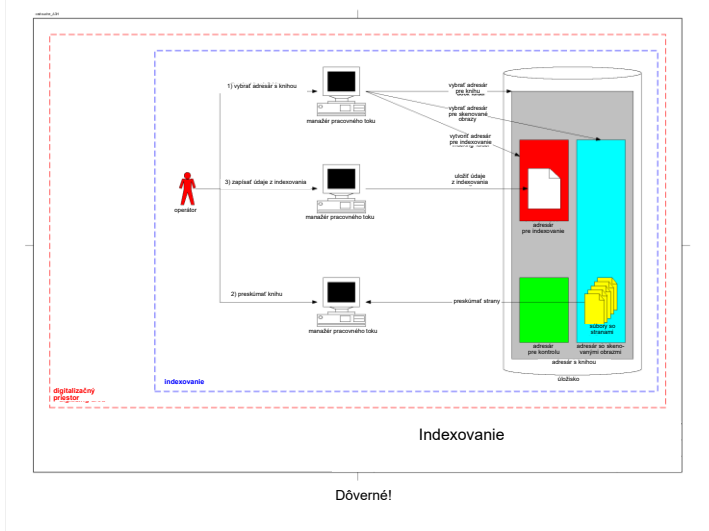 1) vybrať adresár s knihou
manažér pracovného toku
vybrať adresár
pre knihu
vybrať adresár
pre skenované
obrazy
vytvoriť adresár
pre indexovanie
3) zapísať údaje z indexovania
operátor
manažér pracovného toku
uložiť údaje
z indexovania
adresár
pre indexovanie
2) preskúmať knihu
manažér pracovného toku
preskúmať strany
súbory so
stranami
adresár
pre kontrolu
adresár so skeno-
vanými obrazmi
adresár s knihou
úložisko
indexovanie
digitalizačný
priestor
Indexovanie
Dôverné!